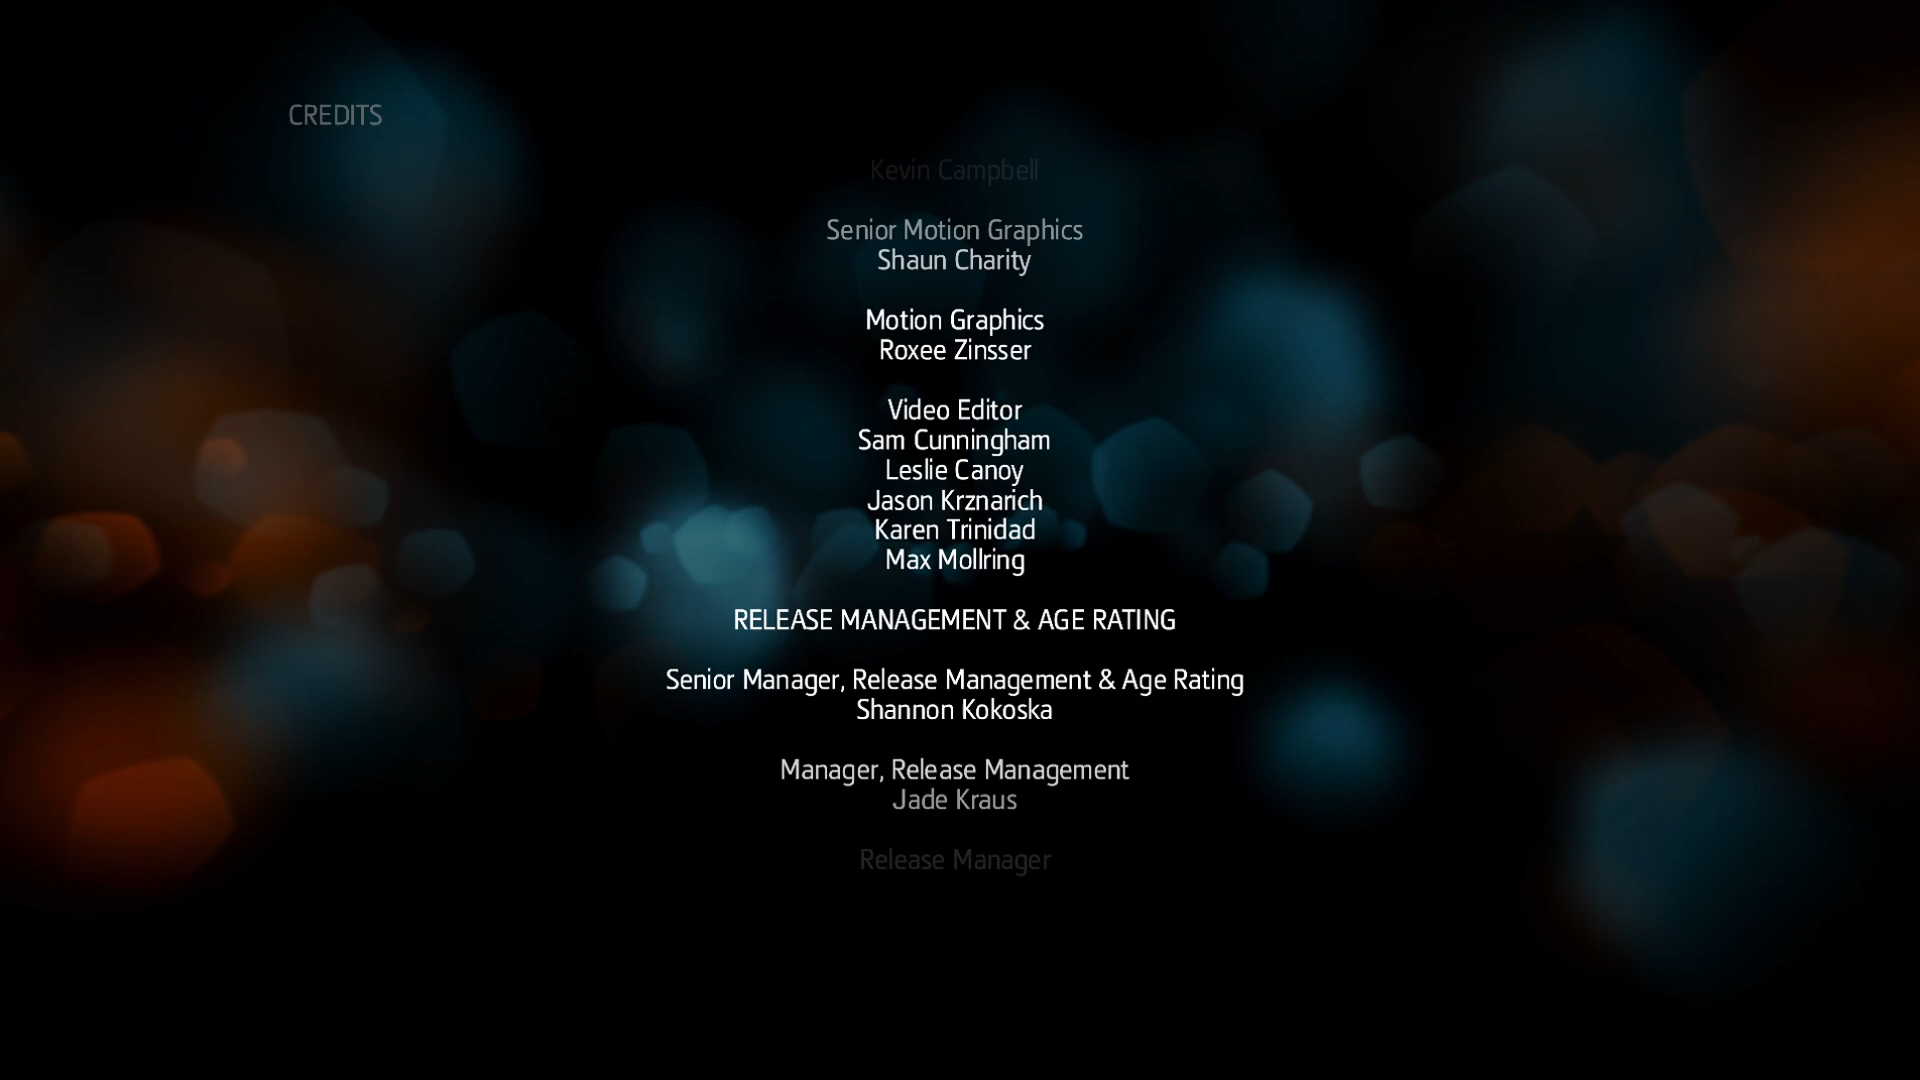 CREDITS
Kevin Campbell
Senior Motion Graphics
Shaun Charity
Motion Graphics
Roxee Zinsser
Video Editor
Sam Cunningham
Leslie Canoy
Jason Krznarich
Karen Trinidad
Max Mollring
RELEASE MANAGEMENT & AGE RATING
Senior Manager, Release Management & Age Rating
Shannon Kokoska
Manager, Release Management
Jade Kraus
Release Manager